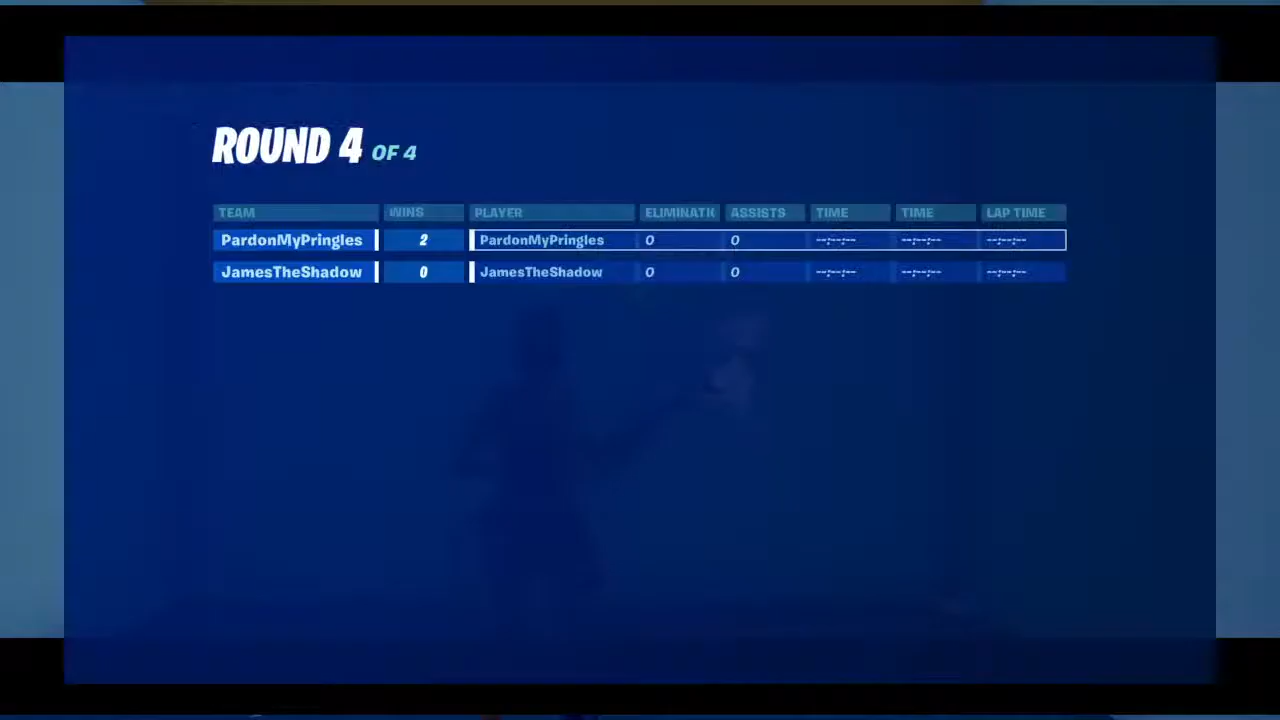 ROUND 4 OF 4
TEAM WINS PLAYER ELIMINATI ASSISTS TIME TIME LAP TIME
PardonMyPringles 2 PardonMyPringles 0 0 --:--:-- --:--:-- --:--:--
JamesTheShadow 0 JamesTheShadow 0 0 --:--:-- --:--:-- --:--:--